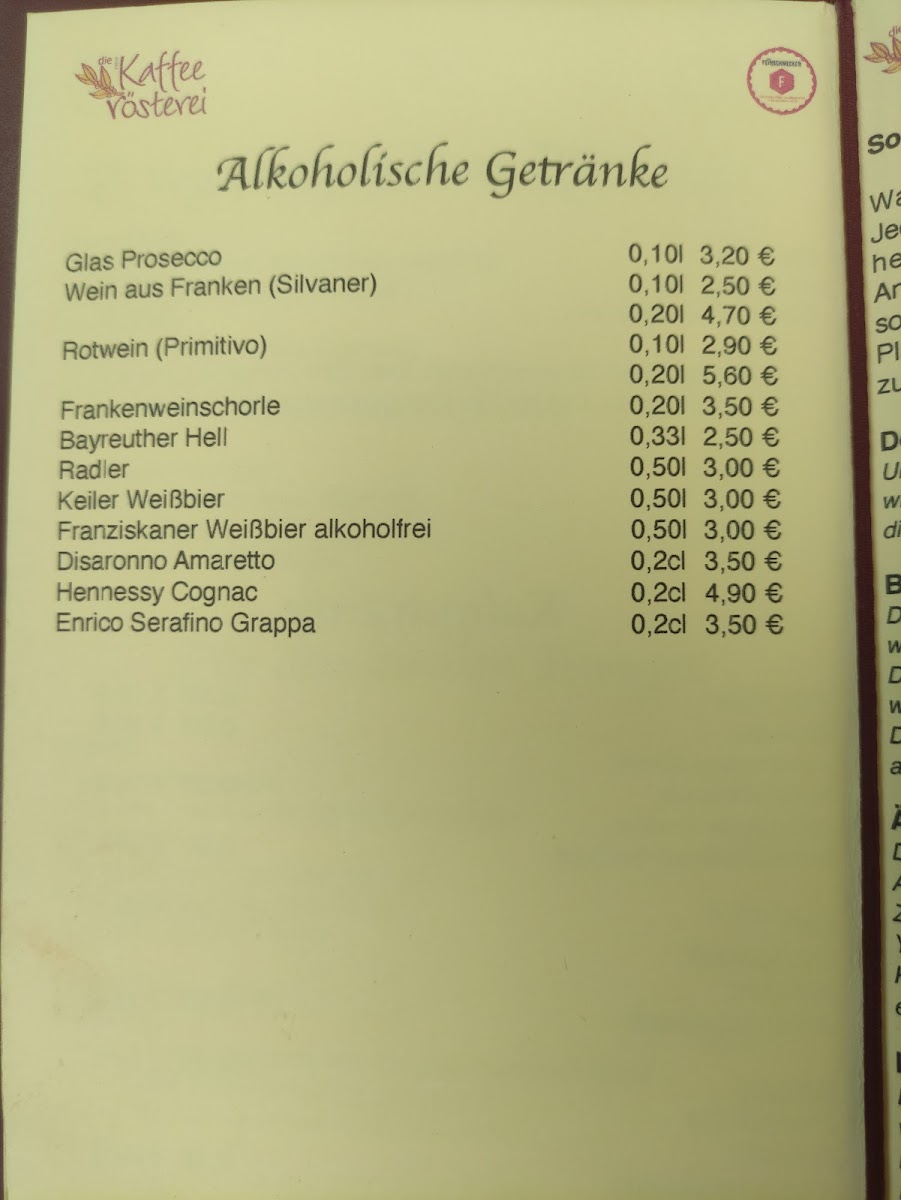 die
Kaffee
rösterei
FEINSCHMECKER
F
Alkoholische Getränke
Glas Prosecco 0,10l 3,20 €
Wein aus Franken (Silvaner) 0,10l 2,50 €
0,20l 4,70 €
Rotwein (Primitivo) 0,10l 2,90 €
0,20l 5,60 €
Frankenweinschorle 0,20l 3,50 €
Bayreuther Hell 0,33l 2,50 €
Radler 0,50l 3,00 €
Keiler Weißbier 0,50l 3,00 €
Franziskaner Weißbier alkoholfrei 0,50l 3,00 €
Disaronno Amaretto 0,2cl 3,50 €
Hennessy Cognac 0,2cl 4,90 €
Enrico Serafino Grappa 0,2cl 3,50 €